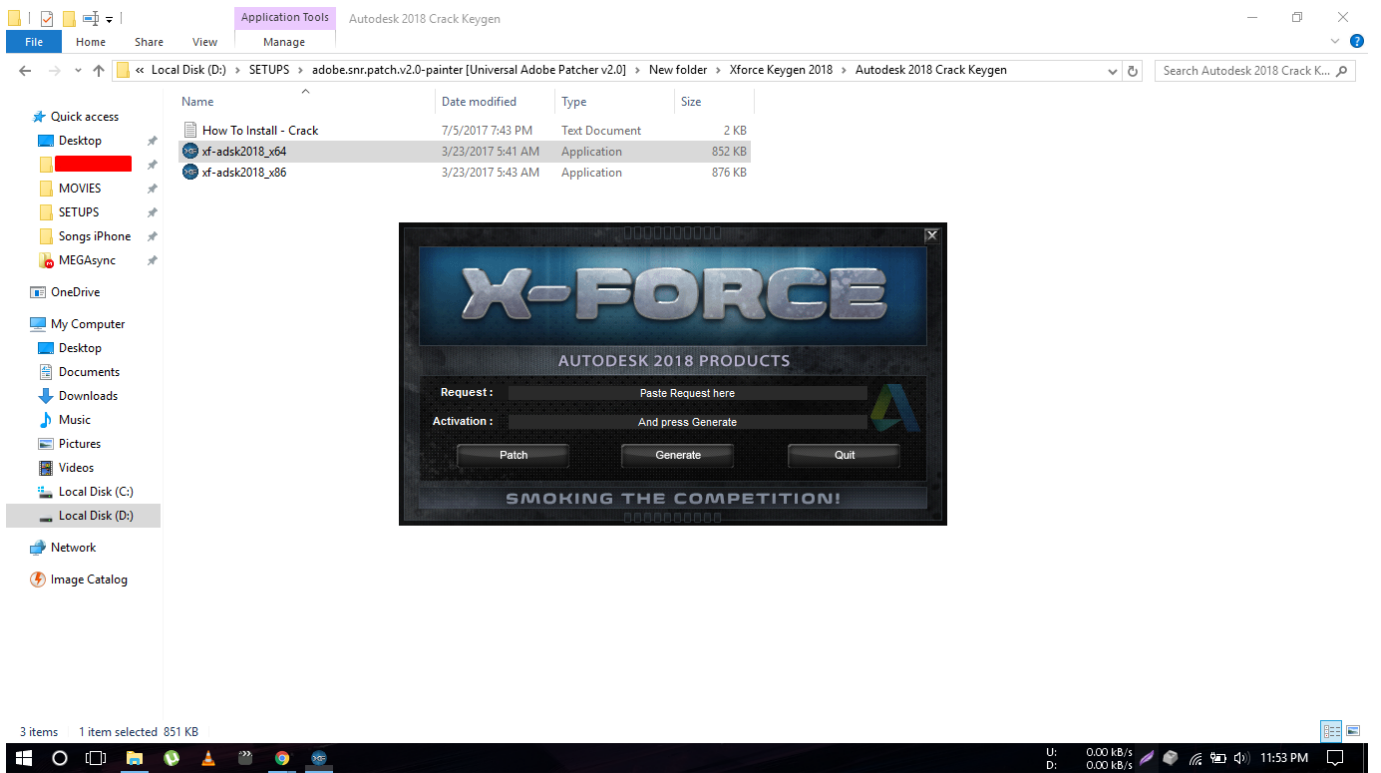 Application Tools
Autodesk 2018 Crack Keygen
File
Home
Share
View
Manage
« Local Disk (D:) > SETUPS > adobe.snr.patch.v2.0-painter [Universal Adobe Patcher v2.0] > New folder > Xforce Keygen 2018 > Autodesk 2018 Crack Keygen
Search Autodesk 2018 Crack K...
Quick access
Desktop
MOVIES
SETUPS
Songs iPhone
MEGAsync
OneDrive
My Computer
Desktop
Documents
Downloads
Music
Pictures
Videos
Local Disk (C:)
Local Disk (D:)
Network
Image Catalog
Name
Date modified
Type
Size
How To Install - Crack 7/5/2017 7:43 PM Text Document 2 KB
xf-adsk2018_x64 3/23/2017 5:41 AM Application 852 KB
xf-adsk2018_x86 3/23/2017 5:43 AM Application 876 KB
X-FORCE
AUTODESK 2018 PRODUCTS
Request : Paste Request here
Activation : And press Generate
Patch
Generate
Quit
SMOKING THE COMPETITION!
3 items
1 item selected 851 KB
U: 0.00 kB/s
D: 0.00 kB/s
11:53 PM